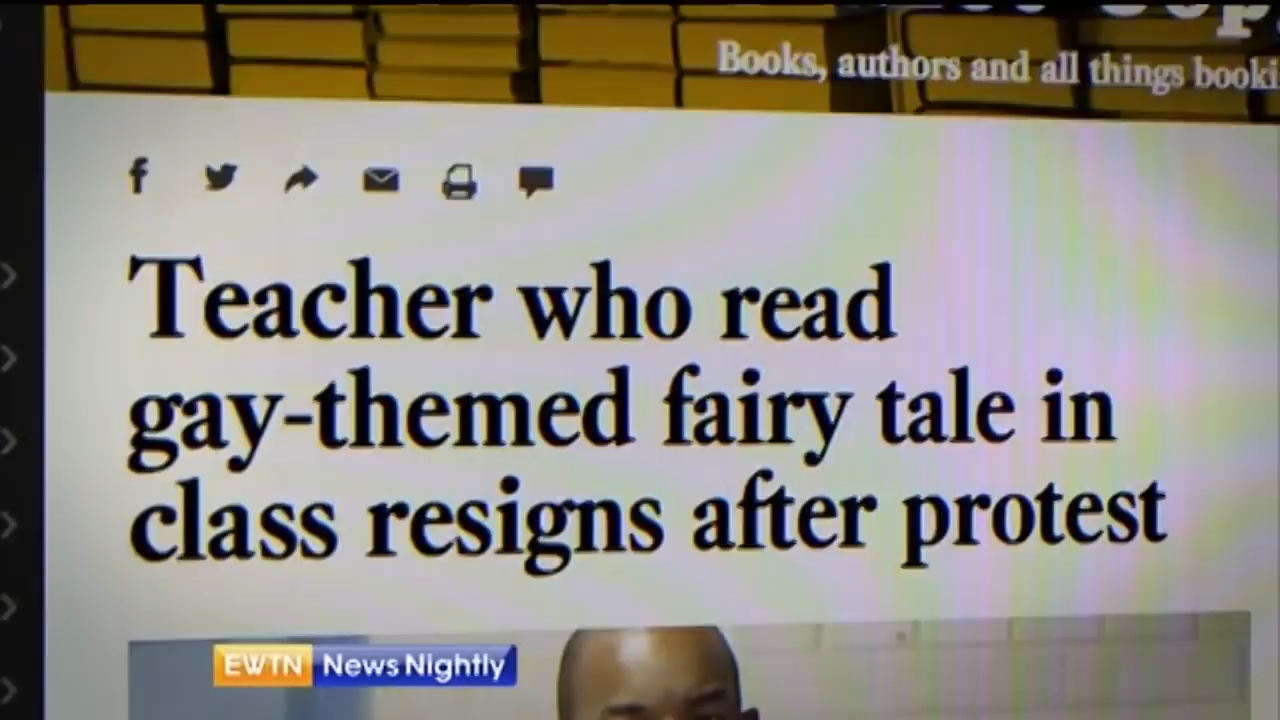 Books, authors and all things
Teacher who read
gay-themed fairy tale in
class resigns after protest
EWTN News Nightly